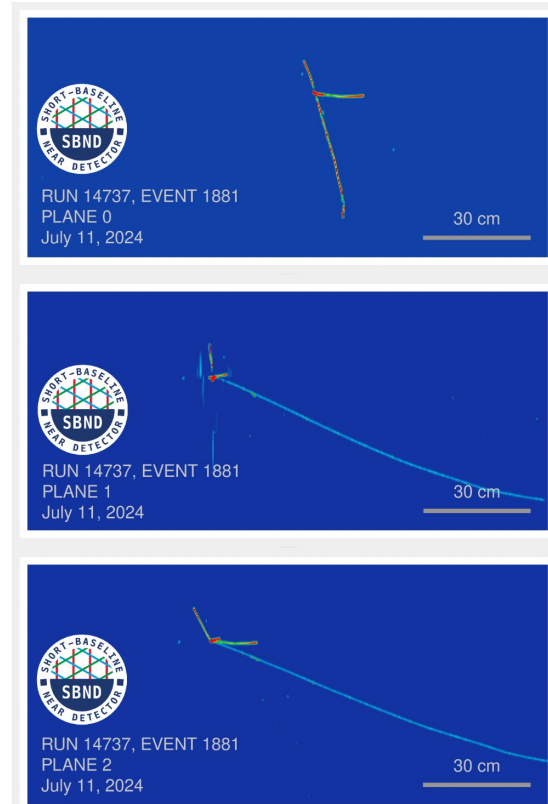 SHORT-BASELINE
SBND
NEAR DETECTOR
RUN 14737, EVENT 1881
PLANE 0
July 11, 2024
30 cm
SHORT-BASELINE
SBND
NEAR DETECTOR
RUN 14737, EVENT 1881
PLANE 1
July 11, 2024
30 cm
SHORT-BASELINE
SBND
NEAR DETECTOR
RUN 14737, EVENT 1881
PLANE 2
July 11, 2024
30 cm